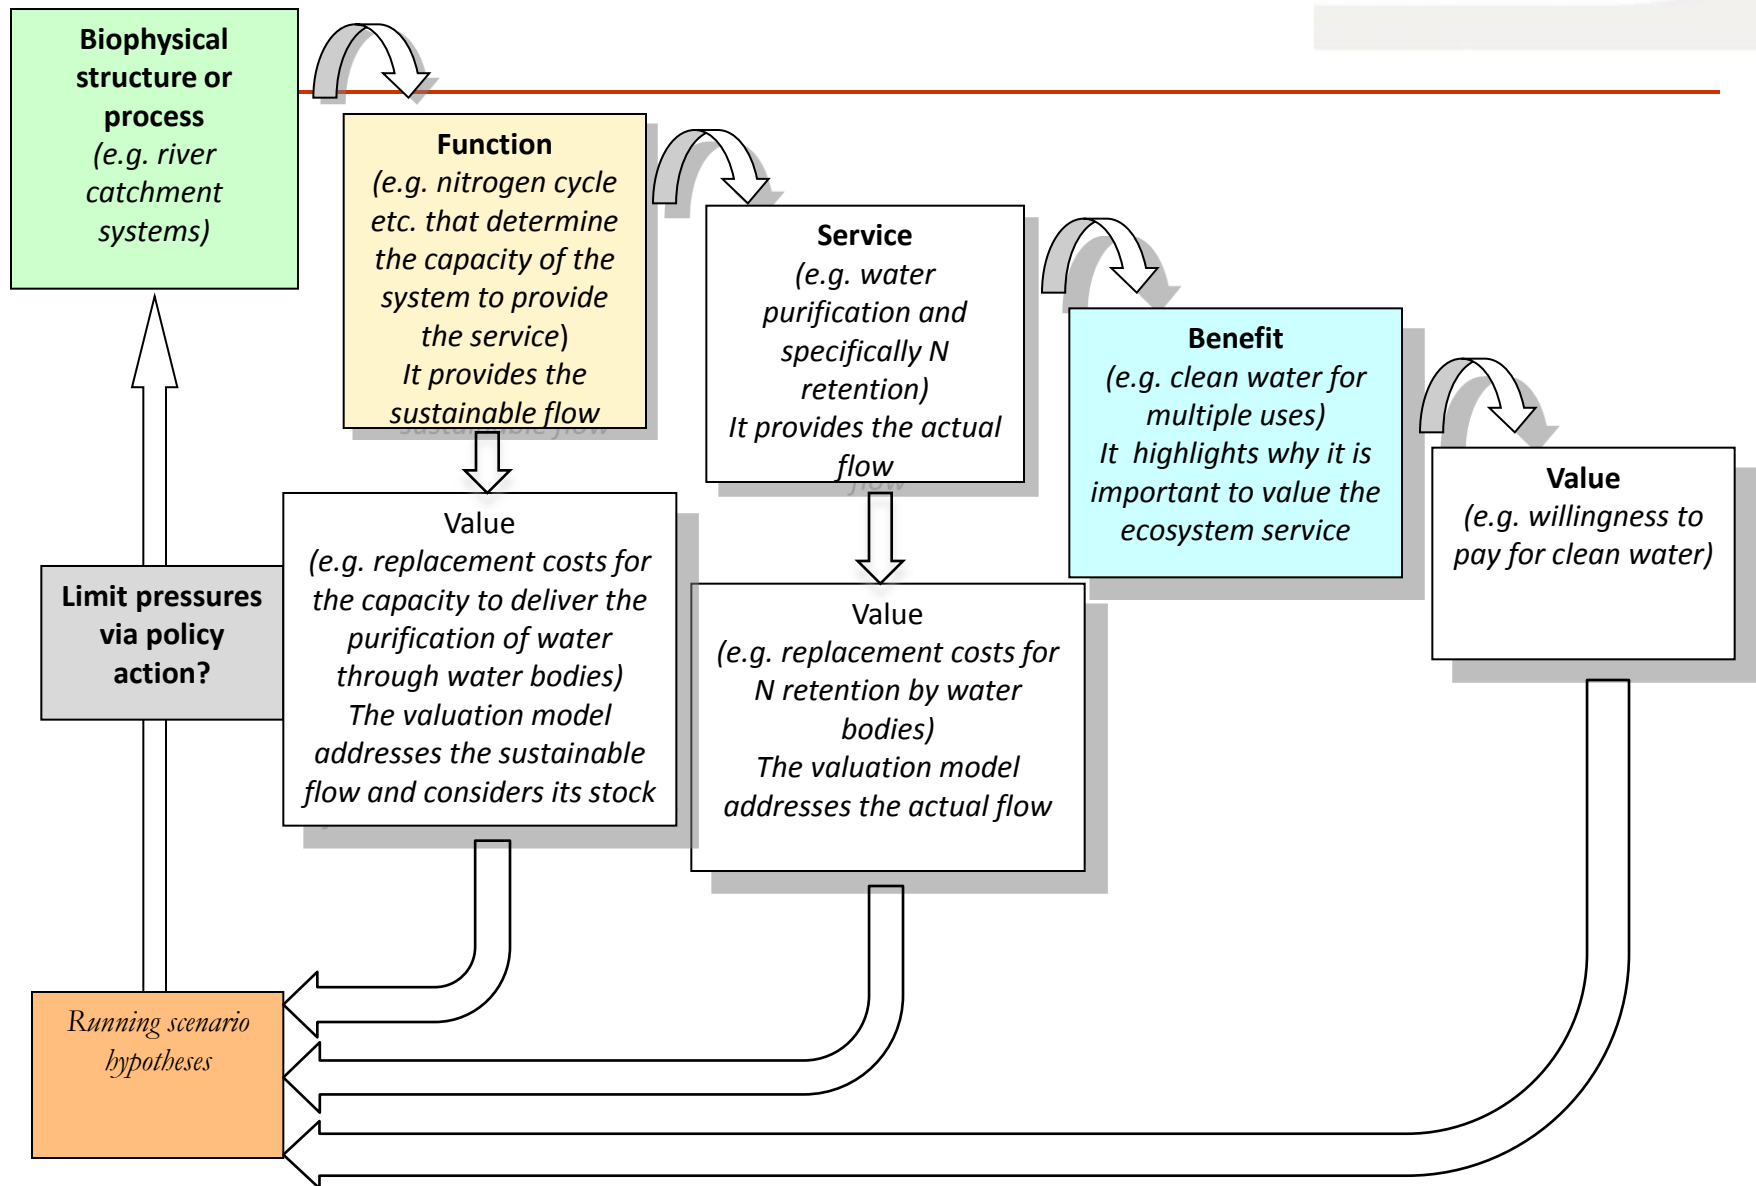 Biophysical
structure or
process
(e.g. river
catchment
systems)
Function
(e.g. nitrogen cycle
etc. that determine
the capacity of the
system to provide
the service)
It provides the
sustainable flow
Service
(e.g. water
purification and
specifically N
retention)
It provides the actual
flow
Benefit
(e.g. clean water for
multiple uses)
It  highlights why it is
important to value the
ecosystem service
Value
(e.g. willingness to
pay for clean water)
Value
(e.g. replacement costs for
the capacity to deliver the
purification of water
through water bodies)
The valuation model
addresses the sustainable
flow and considers its stock
Value
(e.g. replacement costs for
N retention by water
bodies)
The valuation model
addresses the actual flow
Limit pressures
via policy
action?
Running scenario
hypotheses